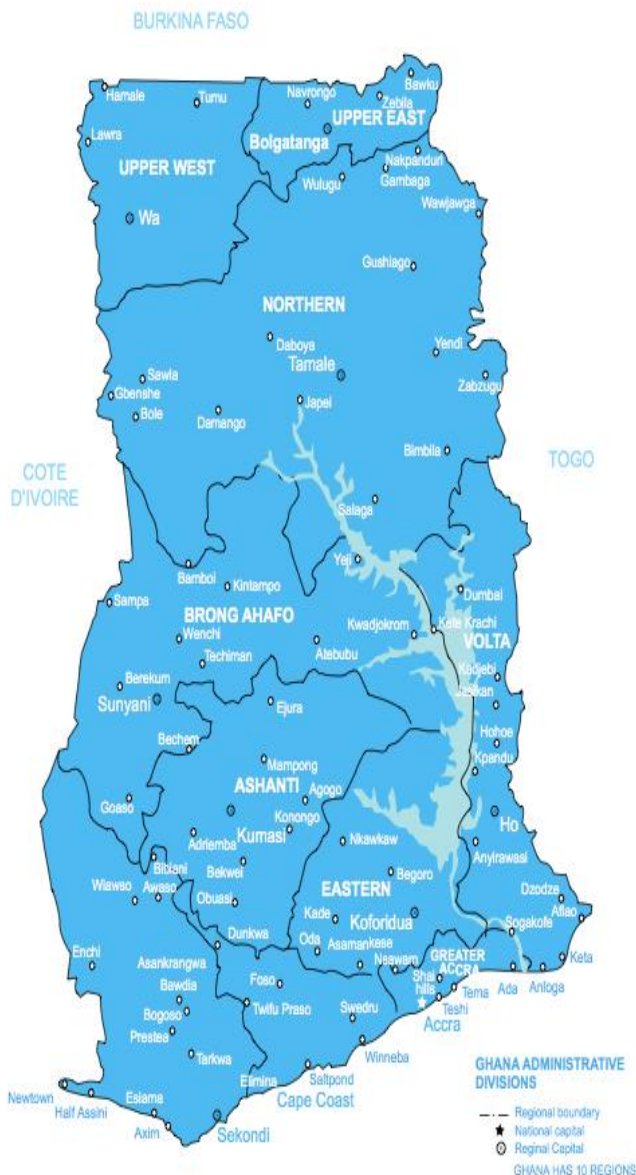 BURKINA FASO
Hamale
Tumu
Navrongo
Bawku
Zebila
UPPER EAST
Lawra
Bolgatanga
UPPER WEST
Nakpanduri
Wulugu
Gambaga
Wa
Wawjawga
Gushiago
NORTHERN
Daboya
Yendi
Tamale
Sawla
Zabzugu
Gbenshe
Japei
Bole
Damango
Bimbila
COTE
D'IVOIRE
TOGO
Salaga
Yeji
Bamboi
Kintampo
Dumbai
Sampa
BRONG AHAFO
Kwadjokrom
Kete Krachi
Wenchi
Atebubu
VOLTA
Techiman
Kadjebi
Berekum
Jasikan
Sunyani
Ejura
Hohoe
Bechem
Mampong
Kpandu
ASHANTI
Agogo
Goaso
Konongo
Ho
Adriemba
Kumasi
Nkawkaw
Anylrawasi
Bibiani
Bekwei
Begoro
Wiawso
Awaso
EASTERN
Dzodze
Obuasi
Kade
Koforidua
Aflao
Sogakofe
Dunkwa
Oda
Asamankese
Enchi
Asankrangwa
Nsawam
GREATER
ACCRA
Keta
Foso
Shai
hills
Bawdia
Tema
Ada
Anloga
Bogoso
Twifu Praso
Swedru
Teshi
Prestea
Accra
Tarkwa
Winneba
Elimina
Saltpond
Newtown
Half Assini
Esiama
Cape Coast
Axim
Sekondi
GHANA ADMINISTRATIVE
DIVISIONS
Regional boundary
National capital
Reginal Capital
GHANA HAS 10 REGIONS